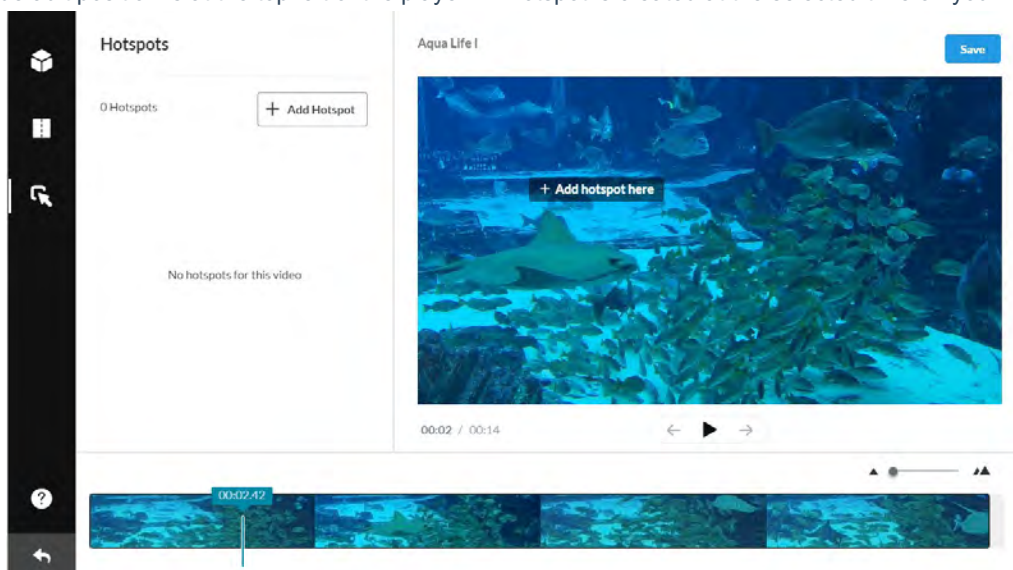 Hotspots
Aqua Life I
Save
0 Hotspots
+ Add Hotspot
+ Add hotspot here
No hotspots for this video
00:02 / 00:14
00:02.42
?